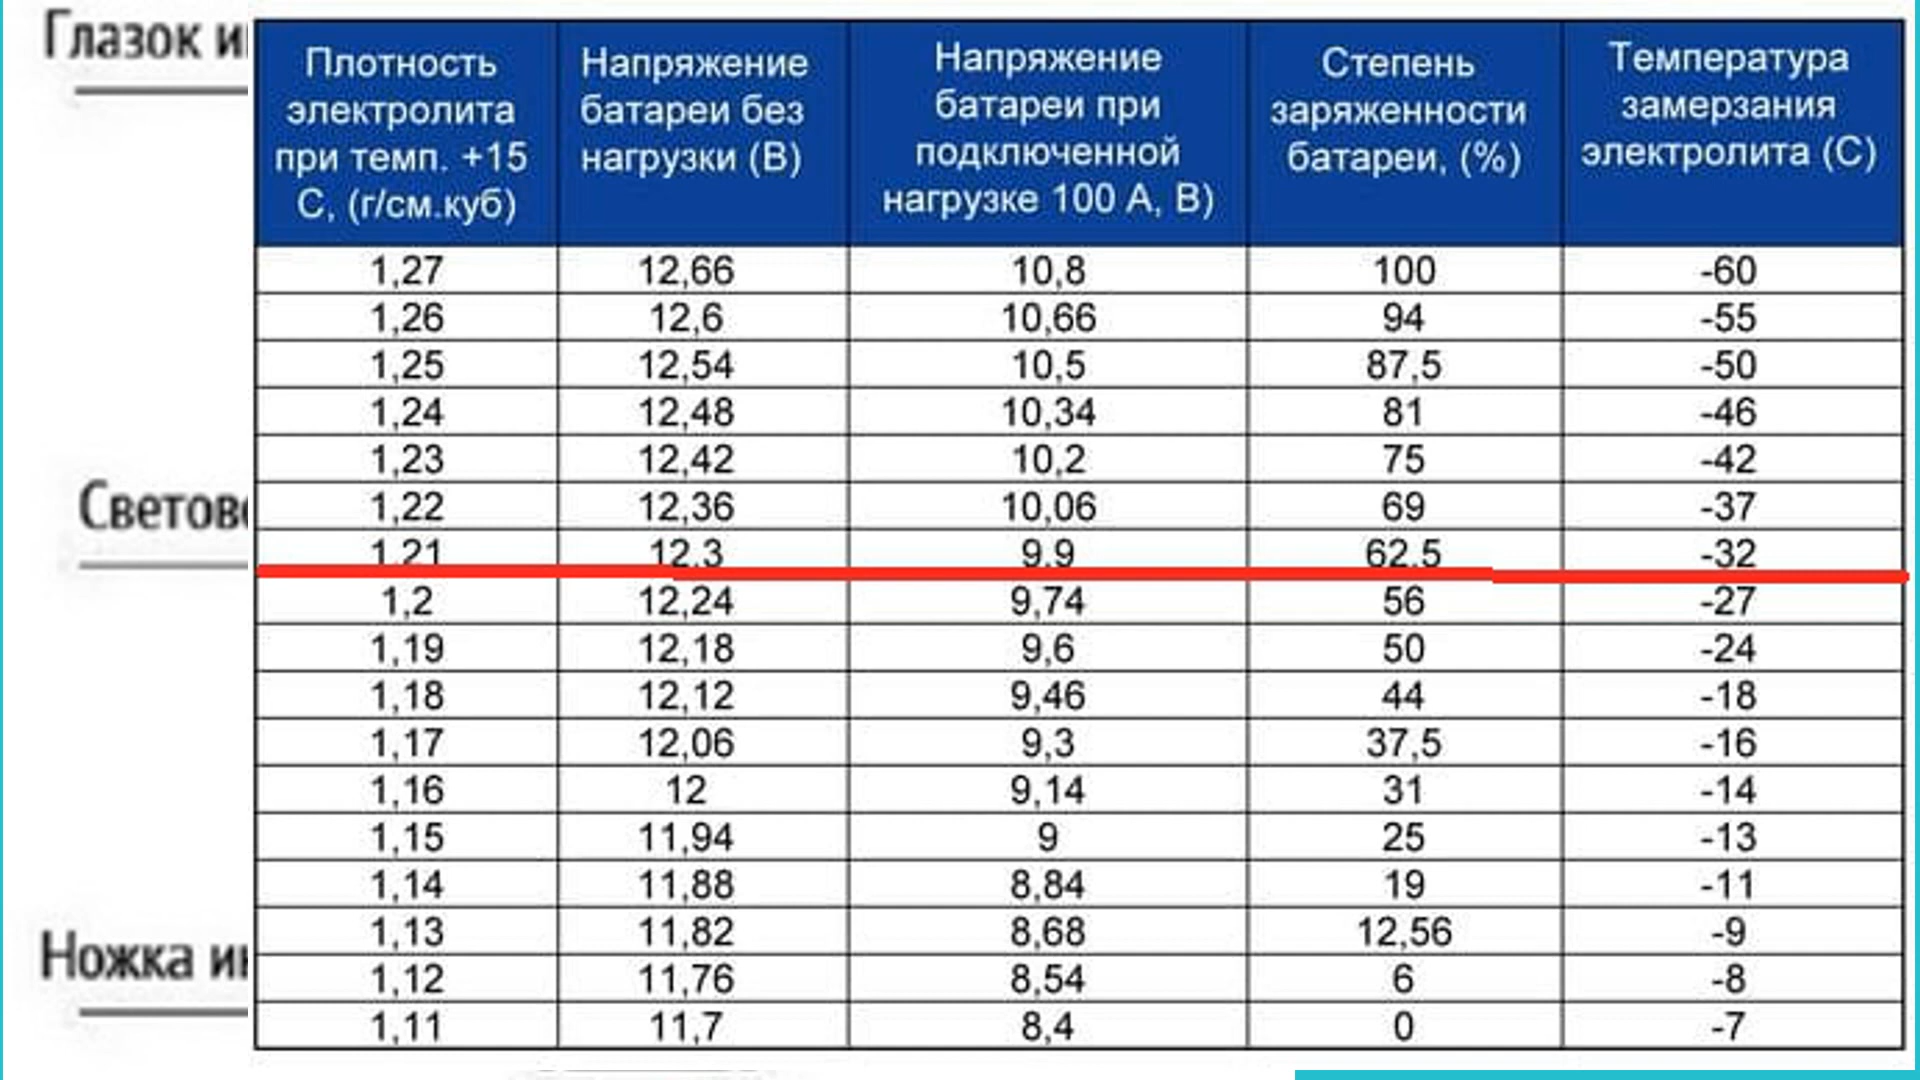 Глазок
Светов
Ножка
Плотность электролита при темп. +15 С, (г/см.куб) Напряжение батареи без нагрузки (В) Напряжение батареи при подключенной нагрузке 100 А, В) Степень заряженности батареи, (%) Температура замерзания электролита (С)
1,27 12,66 10,8 100 -60
1,26 12,6 10,66 94 -55
1,25 12,54 10,5 87,5 -50
1,24 12,48 10,34 81 -46
1,23 12,42 10,2 75 -42
1,22 12,36 10,06 69 -37
1,21 12,3 9,9 62,5 -32
1,2 12,24 9,74 56 -27
1,19 12,18 9,6 50 -24
1,18 12,12 9,46 44 -18
1,17 12,06 9,3 37,5 -16
1,16 12 9,14 31 -14
1,15 11,94 9 25 -13
1,14 11,88 8,84 19 -11
1,13 11,82 8,68 12,56 -9
1,12 11,76 8,54 6 -8
1,11 11,7 8,4 0 -7